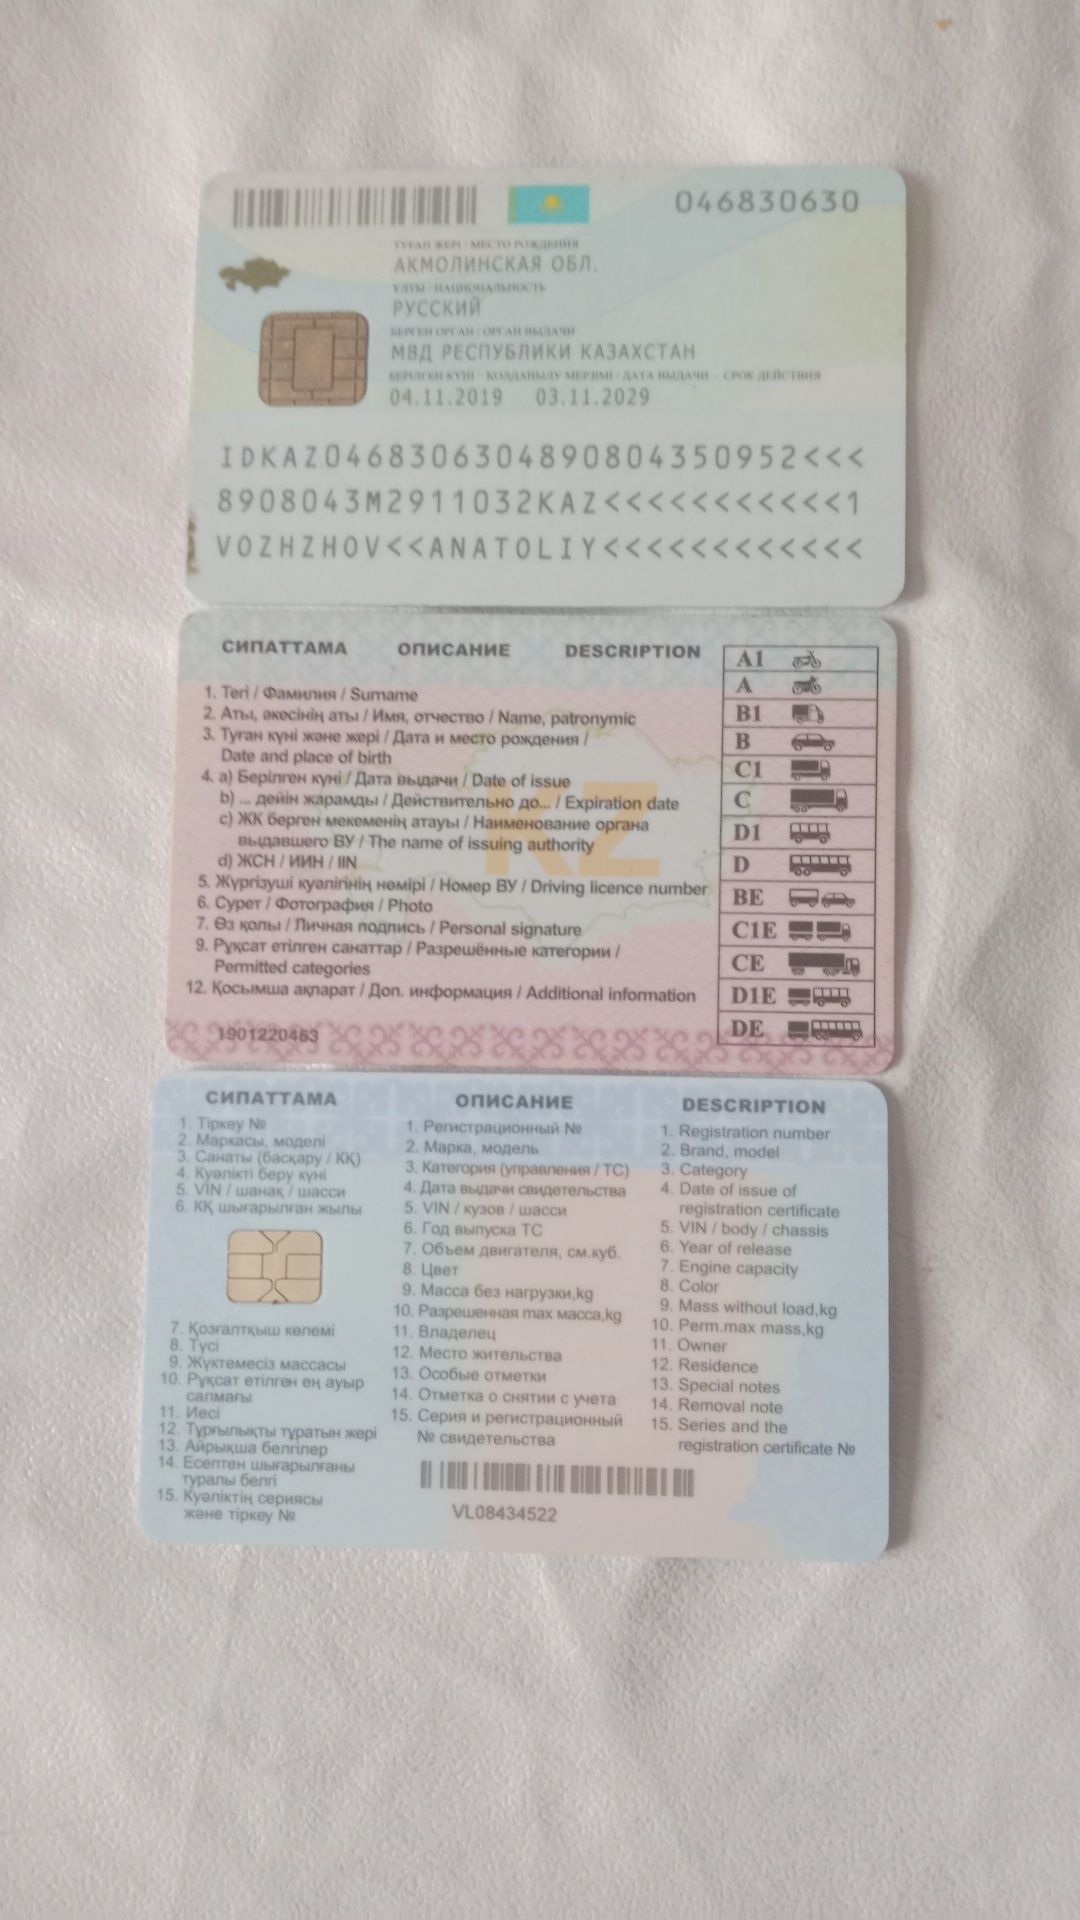 046830630
ТУҒАН ЖЕРІ / МЕСТО РОЖДЕНИЯ
АКМОЛИНСКАЯ ОБЛ.
ҰЛТЫ / НАЦИОНАЛЬНОСТЬ
РУССКИЙ
БЕРГЕН ОРГАН / ОРГАН ВЫДАЧИ
МВД РЕСПУБЛИКИ КАЗАХСТАН
БЕРІЛГЕН КҮНІ - ҚОЛДАНЫЛУ МЕРЗІМІ / ДАТА ВЫДАЧИ - СРОК ДЕЙСТВИЯ
04.11.2019 03.11.2029
IDKAZ0468306304890804350952<<<
8908043M2911032KAZ<<<<<<<<<<<1
VOZHZHOV<<ANATOLIY<<<<<<<<<<<<
СИПАТТАМА ОПИСАНИЕ DESCRIPTION
1. Тегі / Фамилия / Surname
2. Аты, әкесінің аты / Имя, отчество / Name, patronymic
3. Туған күні және жері / Дата и место рождения /
Date and place of birth
4. a) Берілген күні / Дата выдачи / Date of issue
b) ... дейін жарамды / Действительно до... / Expiration date
c) ЖК берген мекеменің атауы / Наименование органа
выдавшего ВУ / The name of issuing authority
d) ЖСН / ИИН / IIN
5. Жүргізуші куәлігінің нөмірі / Номер ВУ / Driving licence number
6. Сурет / Фотография / Photo
7. Өз қолы / Личная подпись / Personal signature
9. Рұқсат етілген санаттар / Разрешённые категории /
Permitted categories
12. Қосымша ақпарат / Доп. информация / Additional information
1901220463
KZ
A1
A
B1
B
C1
C
D1
D
BE
C1E
CE
D1E
DE
СИПАТТАМА
1. Тіркеу №
2. Маркасы, моделі
3. Санаты (басқару / КҚ)
4. Куәлікті беру күні
5. VIN / шанақ / шасси
6. КҚ шығарылған жылы
7. Қозғалтқыш көлемі
8. Түсі
9. Жүктемесіз массасы
10. Рұқсат етілген ең ауыр
салмағы
11. Иесі
12. Тұрғылықты тұратын жері
13. Айрықша белгілер
14. Есептен шығарылғаны
туралы белгі
15. Куәліктің сериясы
және тіркеу №
ОПИСАНИЕ
1. Регистрационный №
2. Марка, модель
3. Категория (управления / ТС)
4. Дата выдачи свидетельства
5. VIN / кузов / шасси
6. Год выпуска ТС
7. Объем двигателя, см.куб.
8. Цвет
9. Масса без нагрузки,kg
10. Разрешенная max масса,kg
11. Владелец
12. Место жительства
13. Особые отметки
14. Отметка о снятии с учета
15. Серия и регистрационный
№ свидетельства
VL08434522
DESCRIPTION
1. Registration number
2. Brand, model
3. Category
4. Date of issue of
registration certificate
5. VIN / body / chassis
6. Year of release
7. Engine capacity
8. Color
9. Mass without load,kg
10. Perm.max mass,kg
11. Owner
12. Residence
13. Special notes
14. Removal note
15. Series and the
registration certificate №